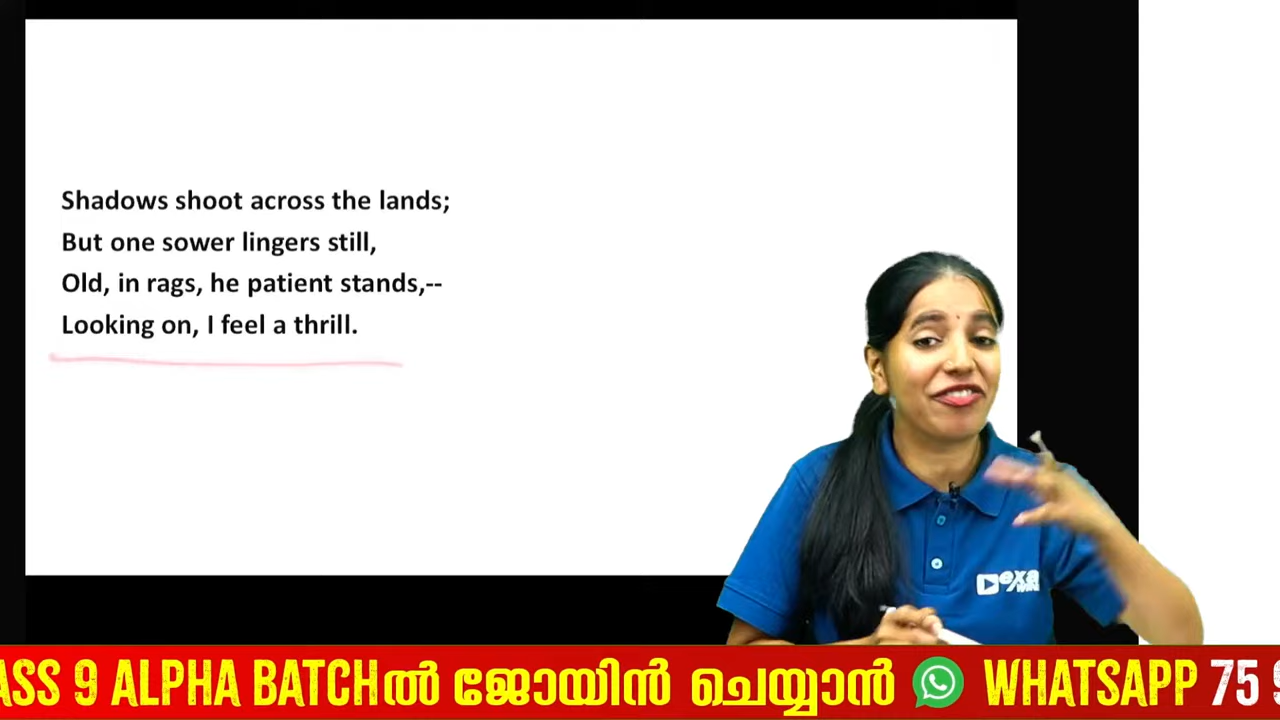 Shadows shoot across the lands;
But one sower lingers still,
Old, in rags, he patient stands,--
Looking on, I feel a thrill.
exa
ASS 9 ALPHA BATCHൽ ജോയിൻ ചെയ്യാൻ WHATSAPP 75